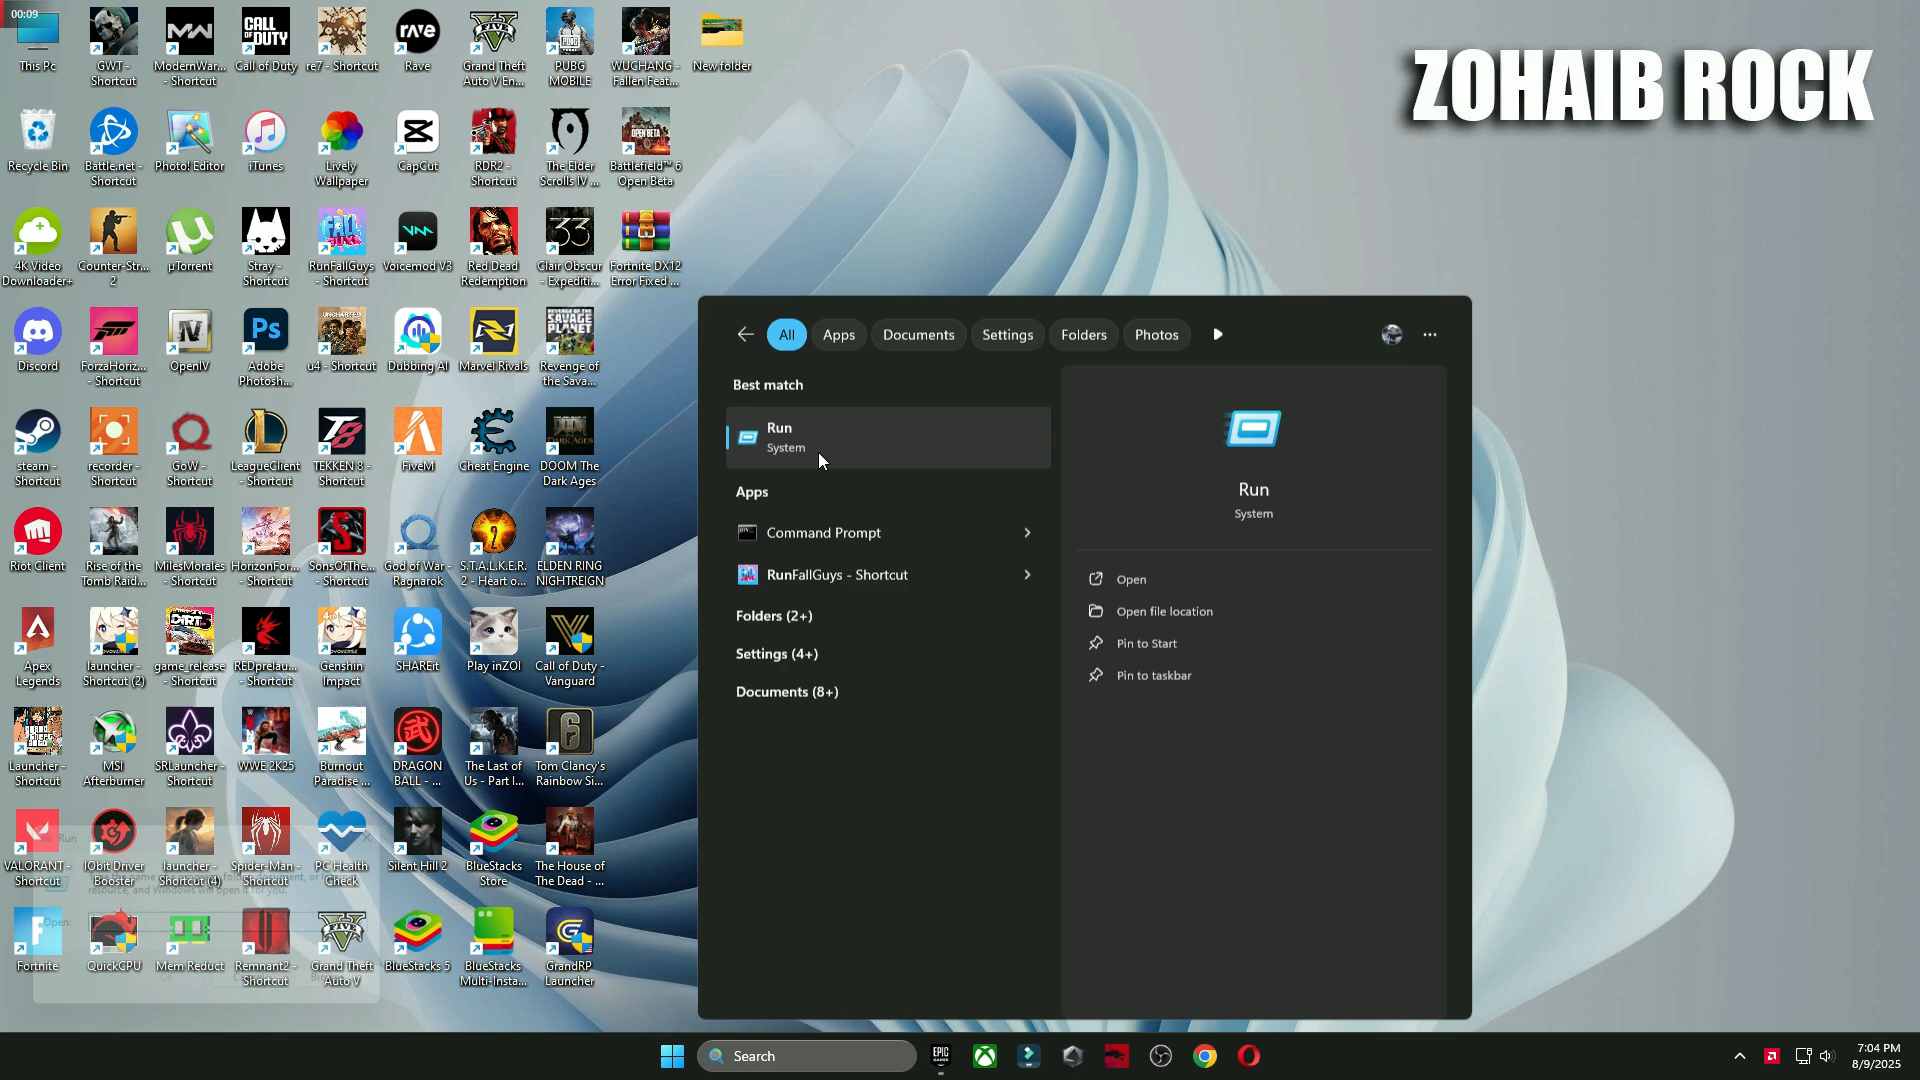 00:09
ZOHAIB ROCK
This Pc
GWT -
Shortcut
ModernWar...
- Shortcut
Call of Duty
re7 - Shortcut
Rave
Grand Theft
Auto V En...
PUBG
MOBILE
WUCHANG -
Fallen Feat...
New folder
Recycle Bin
Battle.net -
Shortcut
Photo! Editor
iTunes
Lively
Wallpaper
CapCut
RDR2 -
Shortcut
The Elder
Scrolls IV ...
Battlefield™ 6
Open Beta
4K Video
Downloader+
Counter-Str...
2
µTorrent
Stray -
Shortcut
RunFallGuys
- Shortcut
Voicemod V3
Red Dead
Redemption
Clair Obscur
- Expediti...
Fortnite DX12
Error Fixed ...
Discord
ForzaHoriz...
- Shortcut
OpenIV
Adobe
Photosh...
u4 - Shortcut
Dubbing AI
Marvel Rivals
Revenge of
the Sava...
steam -
Shortcut
recorder -
Shortcut
GoW -
Shortcut
LeagueClient
- Shortcut
TEKKEN 8 -
Shortcut
FiveM
Cheat Engine
DOOM The
Dark Ages
Riot Client
Rise of the
Tomb Raid...
MilesMorales
- Shortcut
HorizonFor...
- Shortcut
SonsOfThe...
- Shortcut
God of War -
Ragnarok
S.T.A.L.K.E.R.
2 - Heart o...
ELDEN RING
NIGHTREIGN
Apex
Legends
launcher -
Shortcut (2)
game_release
- Shortcut
REDprelau...
- Shortcut
Genshin
Impact
SHAREit
Play inZOI
Call of Duty -
Vanguard
Launcher -
Shortcut
MSI
Afterburner
SRLauncher -
Shortcut
WWE 2K25
Burnout
Paradise ...
DRAGON
BALL - ...
The Last of
Us - Part I...
Tom Clancy's
Rainbow Si...
VALORANT -
Shortcut
IObit Driver
Booster
launcher -
Shortcut (4)
Spider-Man -
Shortcut
PC Health
Check
Silent Hill 2
BlueStacks
Store
The House of
The Dead - ...
Run
resource, and Windows will open it for you.
Open:
Fortnite
QuickCPU
Mem Reduct
Remnant2 -
Shortcut
Grand Theft
Auto V
BlueStacks 5
BlueStacks
Multi-Insta...
GrandRP
Launcher
All
Apps
Documents
Settings
Folders
Photos
Best match
Run
System
Apps
Command Prompt
RunFallGuys - Shortcut
Folders (2+)
Settings (4+)
Documents (8+)
Run
System
Open
Open file location
Pin to Start
Pin to taskbar
Search
7:04 PM
8/9/2025